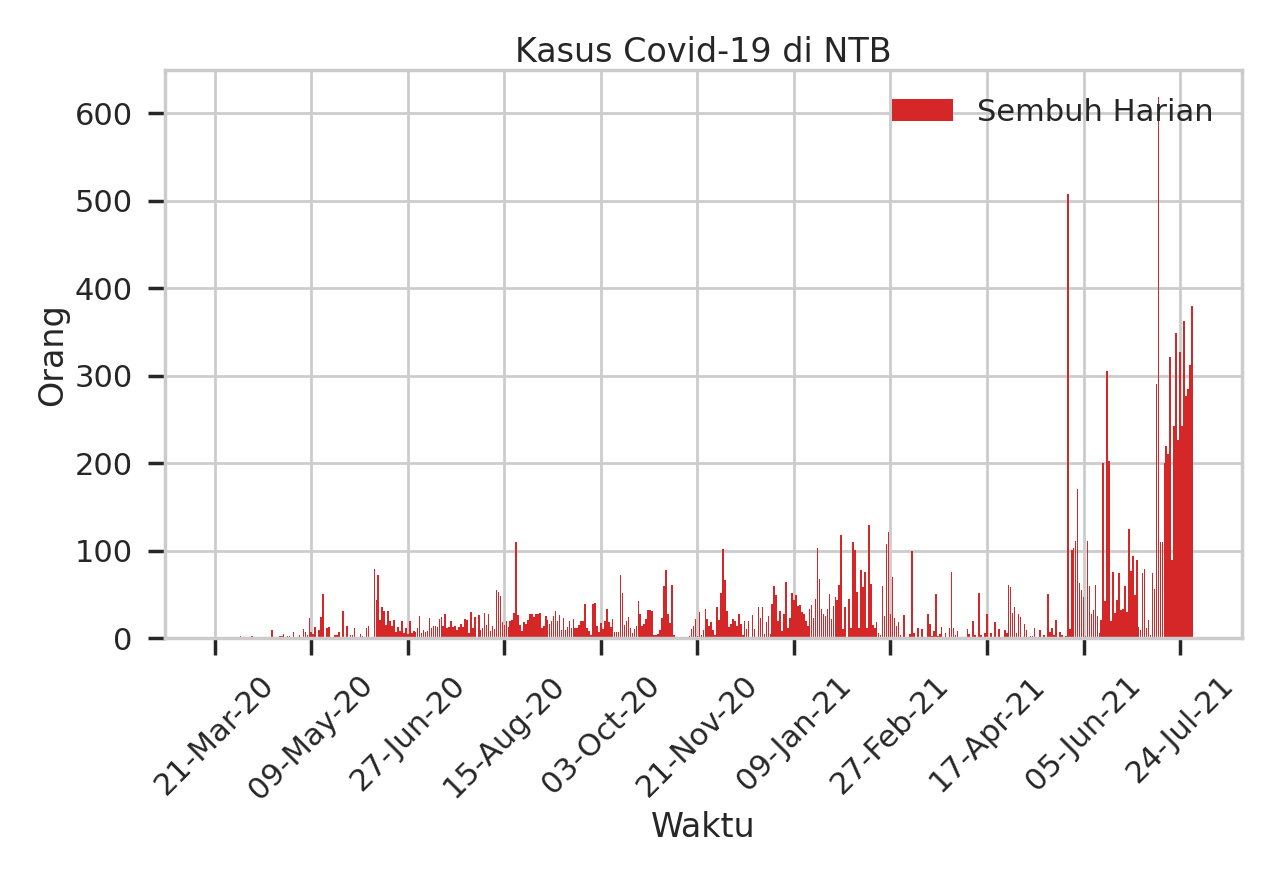 Kasus Covid-19 di NTB
Sembuh Harian
Orang
600
500
400
300
200
100
0
21-Mar-20
09-May-20
27-Jun-20
15-Aug-20
03-Oct-20
21-Nov-20
09-Jan-21
27-Feb-21
17-Apr-21
05-Jun-21
24-Jul-21
Waktu